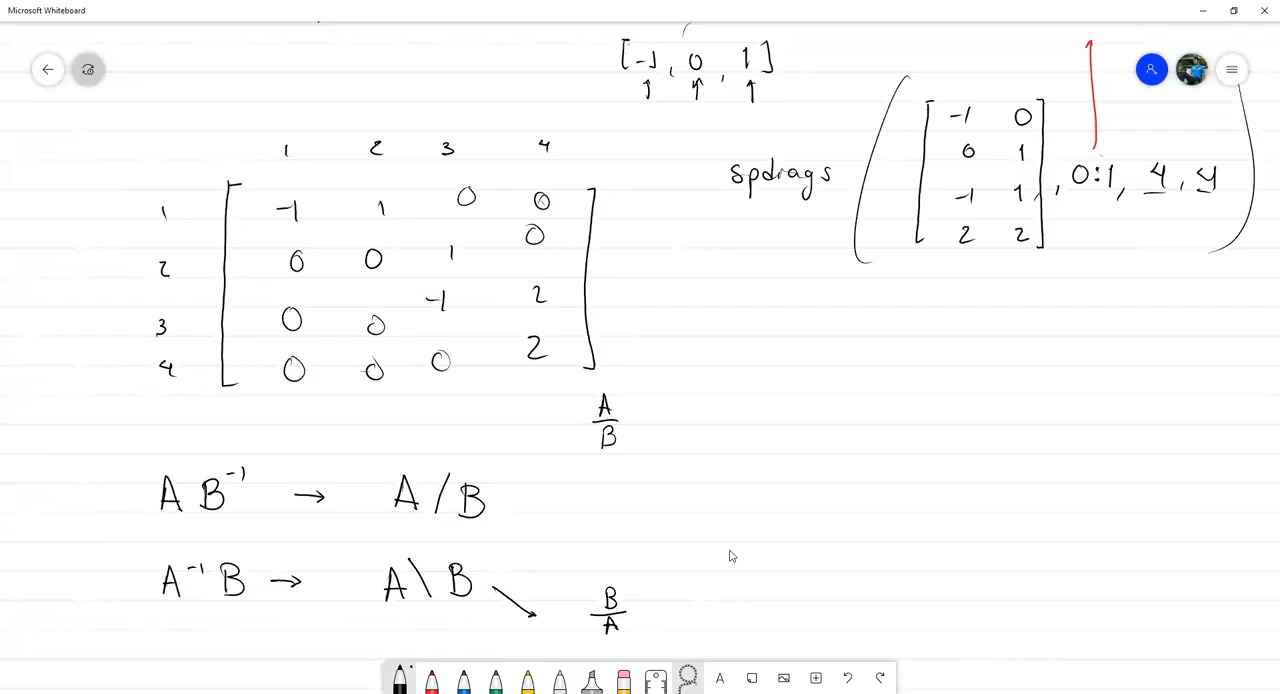 Microsoft Whiteboard
[-1, 0, 1]
↑ ↑ ↑
spdiags ( [ -1 0
0 1
-1 1
2 2 ], 0:1, 4, 4 )
1 2 3 4
1 [ -1 1 0 0
2 0 0 1 0
3 0 0 -1 2
4 0 0 0 2 ]
A
B
A B⁻¹ → A / B
A⁻¹ B → A \ B
B
A
A